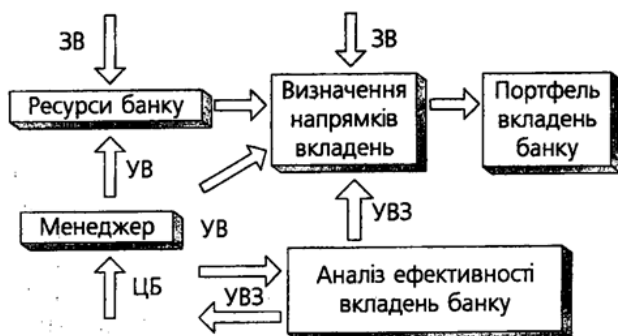 ЗВ
ЗВ
Ресурси банку
Визначення
напрямків
вкладень
Портфель
вкладень
банку
УВ
УВЗ
Менеджер
УВ
ЦБ
УВЗ
Аналіз ефективності
вкладень банку